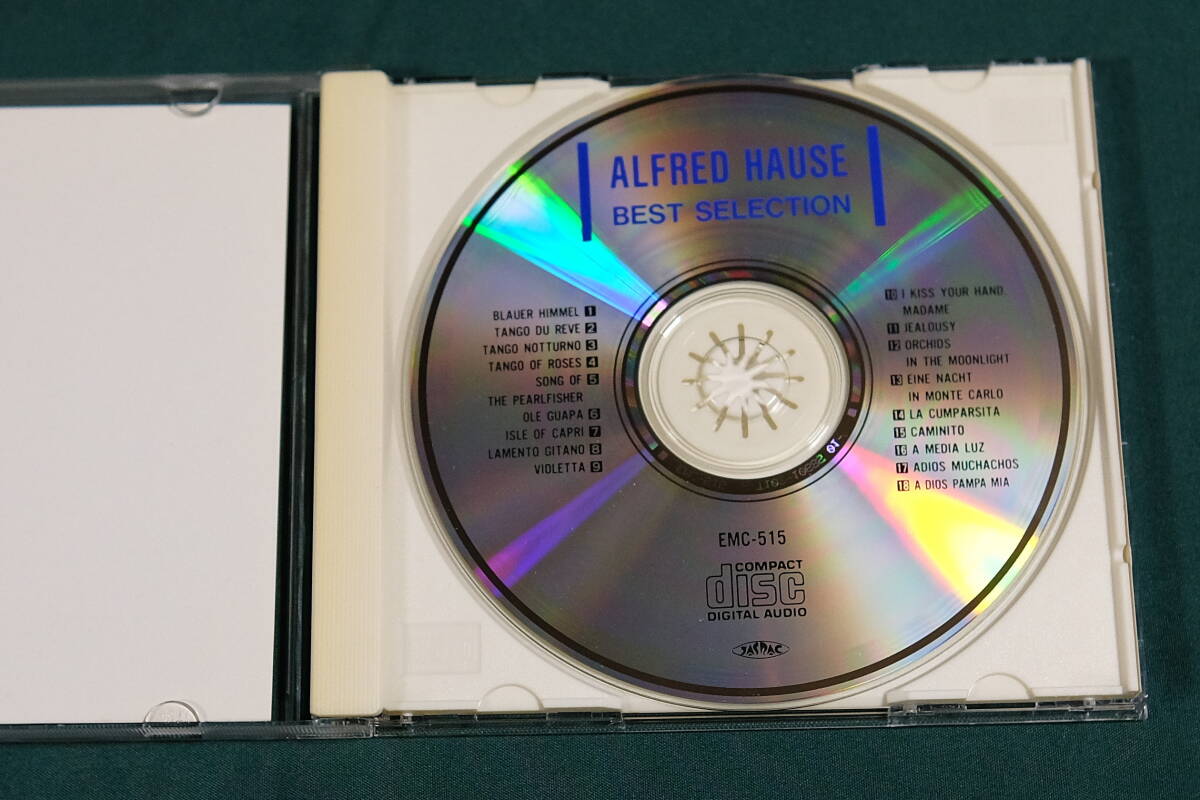 ALFRED HAUSE
BEST SELECTION
BLAUER HIMMEL 1
TANGO DU REVE 2
TANGO NOTTURNO 3
TANGO OF ROSES 4
SONG OF 5
THE PEARLFISHER
OLE GUAPA 6
ISLE OF CAPRI 7
LAMENTO GITANO 8
VIOLETTA 9
10 I KISS YOUR HAND,
MADAME
11 JEALOUSY
12 ORCHIDS
IN THE MOONLIGHT
13 EINE NACHT
IN MONTE CARLO
14 LA CUMPARSITA
15 CAMINITO
16 A MEDIA LUZ
17 ADIOS MUCHACHOS
18 A DIOS PAMPA MIA
EMC-515
COMPACT
disc
DIGITAL AUDIO
JASRAC